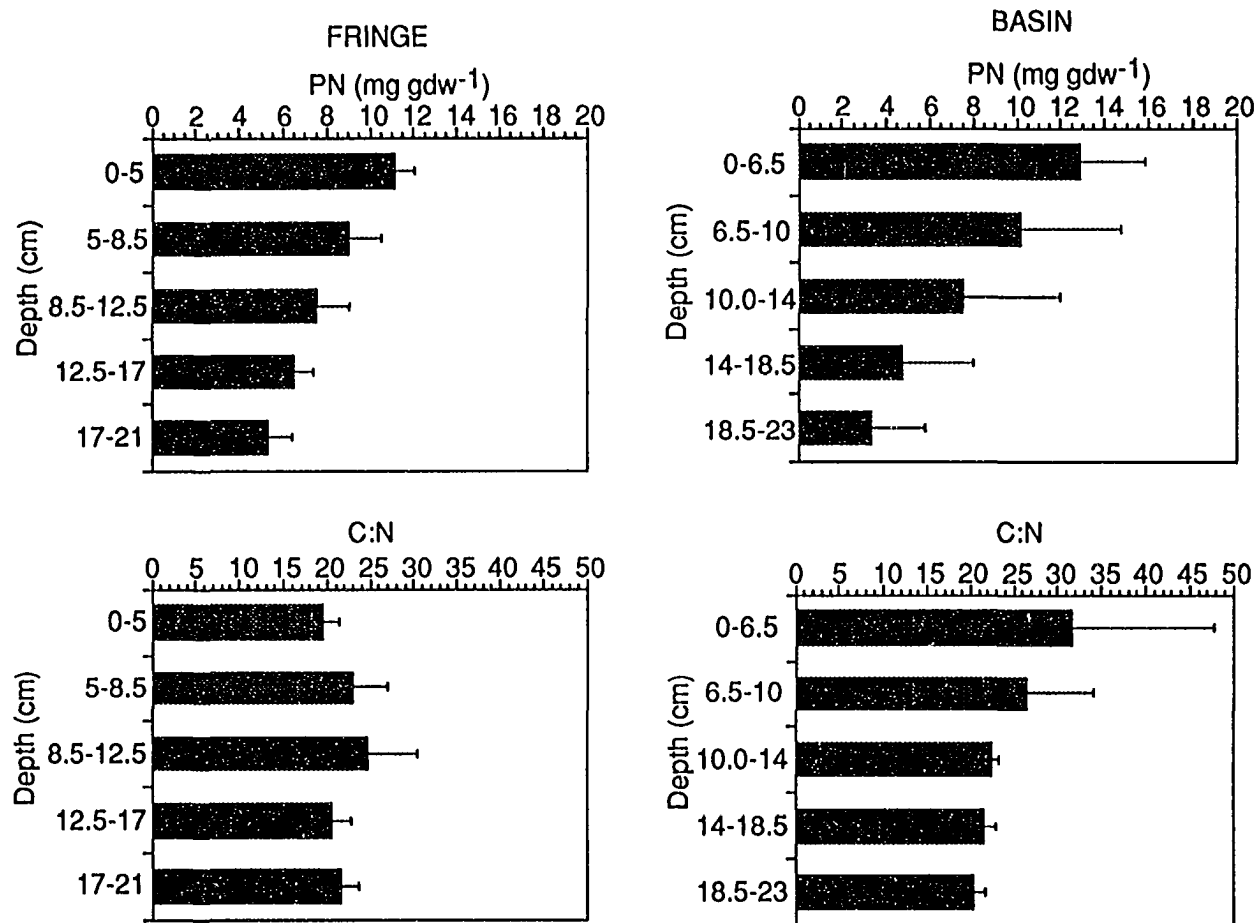 FRINGE
PN (mg gdw-1)
0 2 4 6 8 10 12 14 16 18 20
Depth (cm)
0-5
5-8.5
8.5-12.5
12.5-17
17-21
BASIN
PN (mg gdw-1)
0 2 4 6 8 10 12 14 16 18 20
Depth (cm)
0-6.5
6.5-10
10.0-14
14-18.5
18.5-23
C:N
0 5 10 15 20 25 30 35 40 45 50
Depth (cm)
0-5
5-8.5
8.5-12.5
12.5-17
17-21
C:N
0 5 10 15 20 25 30 35 40 45 50
Depth (cm)
0-6.5
6.5-10
10.0-14
14-18.5
18.5-23